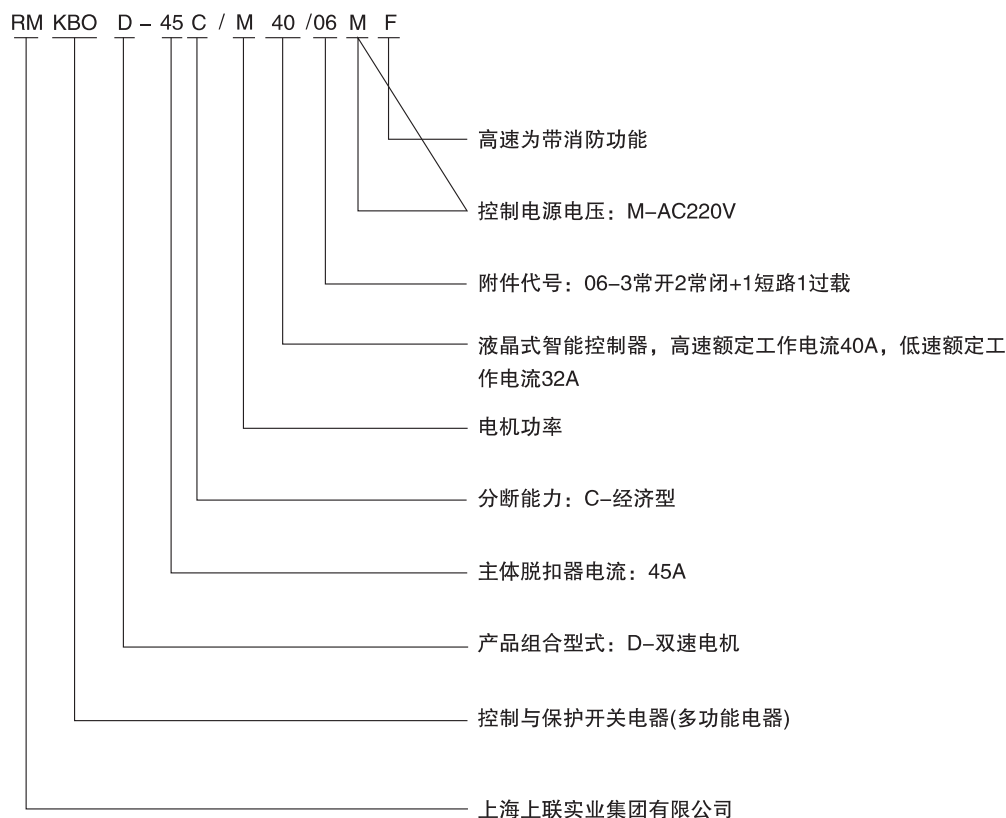 RM KBO D – 45 C / M 40 /06 M F
高速为带消防功能
控制电源电压：M–AC220V
附件代号：06–3常开2常闭+1短路1过载
液晶式智能控制器，高速额定工作电流40A，低速额定工
作电流32A
电机功率
分断能力：C–经济型
主体脱扣器电流：45A
产品组合型式：D–双速电机
控制与保护开关电器(多功能电器)
上海上联实业集团有限公司